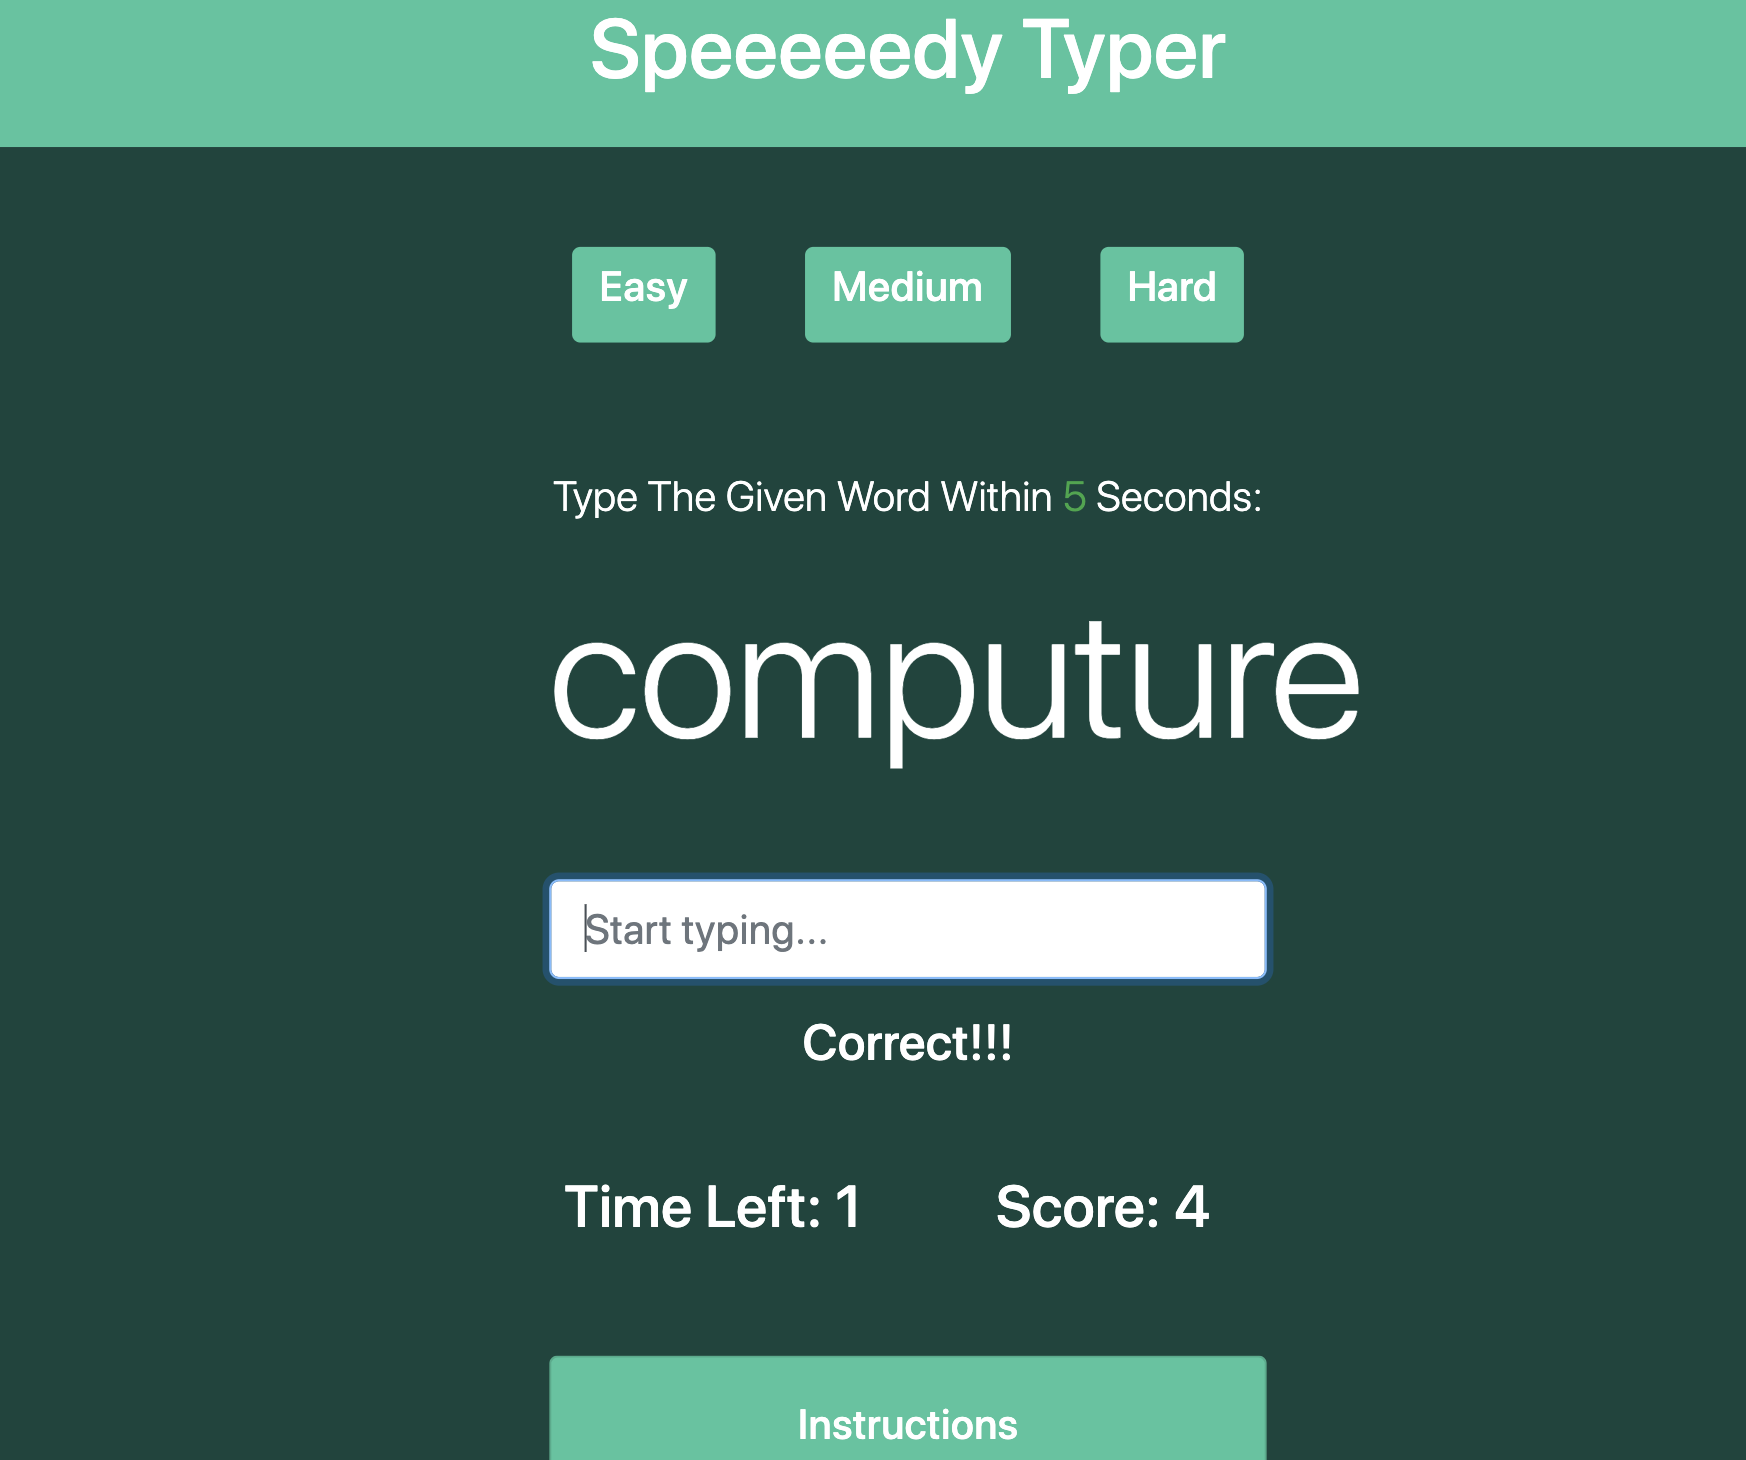 Speeeeedy Typer
Easy Medium Hard
Type The Given Word Within 5 Seconds:
computure
Start typing...
Correct!!!
Time Left: 1 Score: 4
Instructions